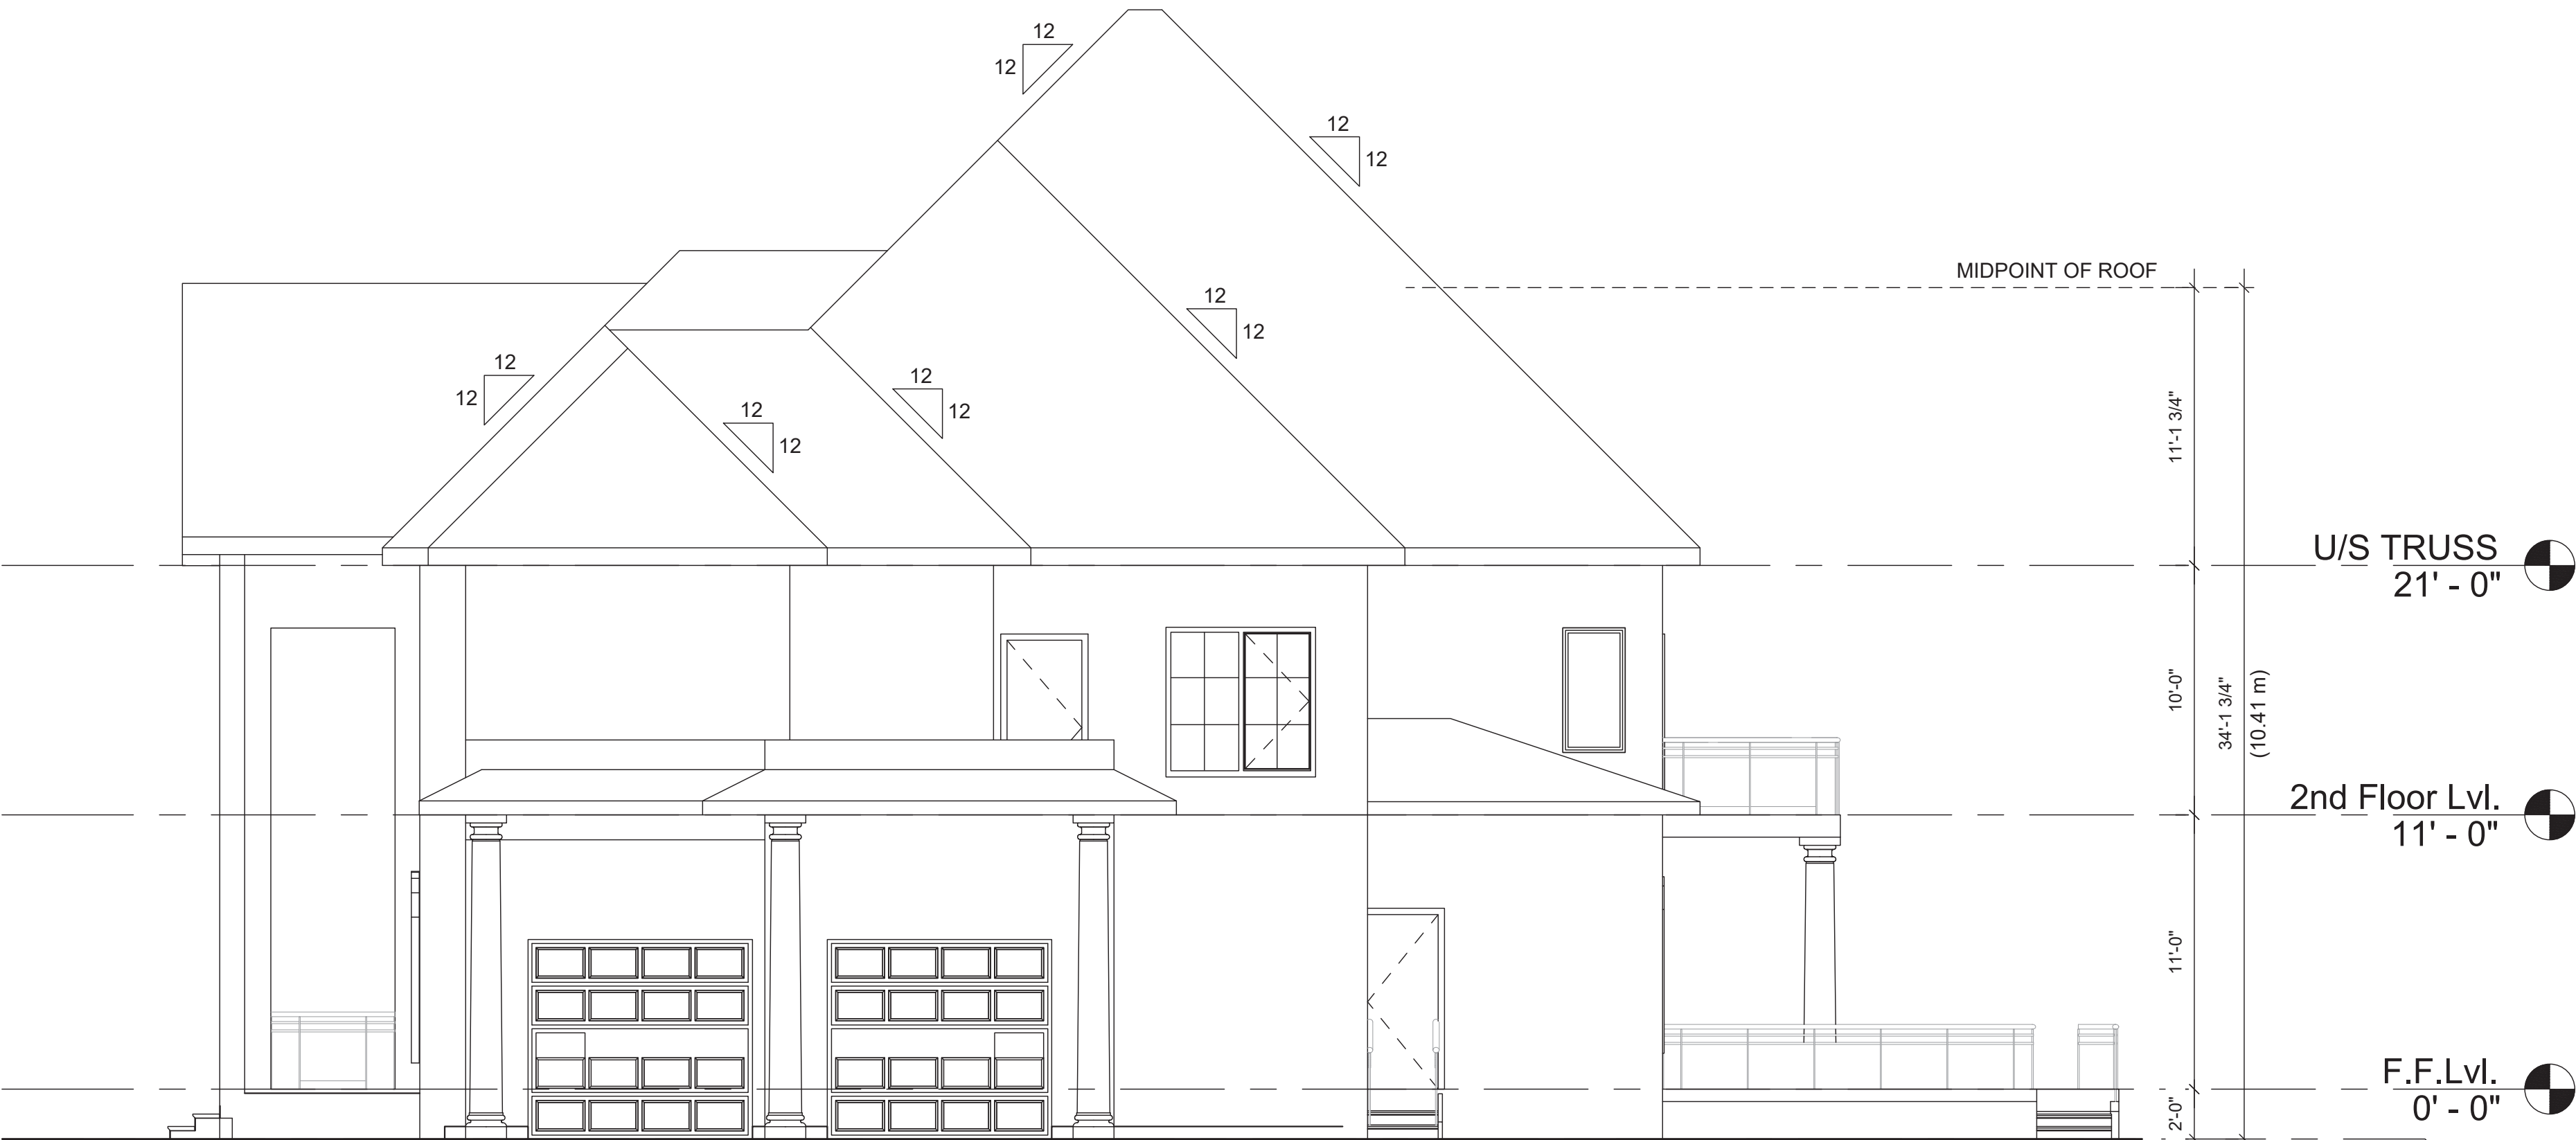 12
12
12
12
MIDPOINT OF ROOF
12
12
12
12
12
12
12
12
11'-1 3/4"
U/S TRUSS
21' - 0"
10'-0"
34'-1 3/4"
(10.41 m)
2nd Floor Lvl.
11' - 0"
11'-0"
F.F.Lvl.
0' - 0"
2'-0"